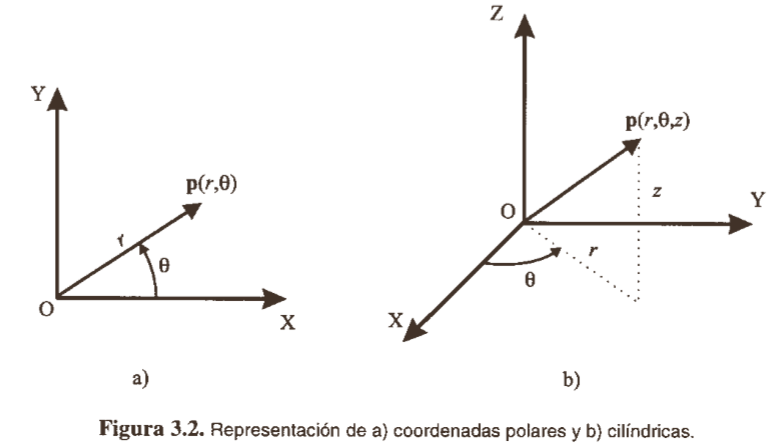 Z
Y
p(r,θ,z)
p(r,θ)
z
Y
O
r
θ
r
θ
O
X
X
a)
b)
Figura 3.2. Representación de a) coordenadas polares y b) cilíndricas.